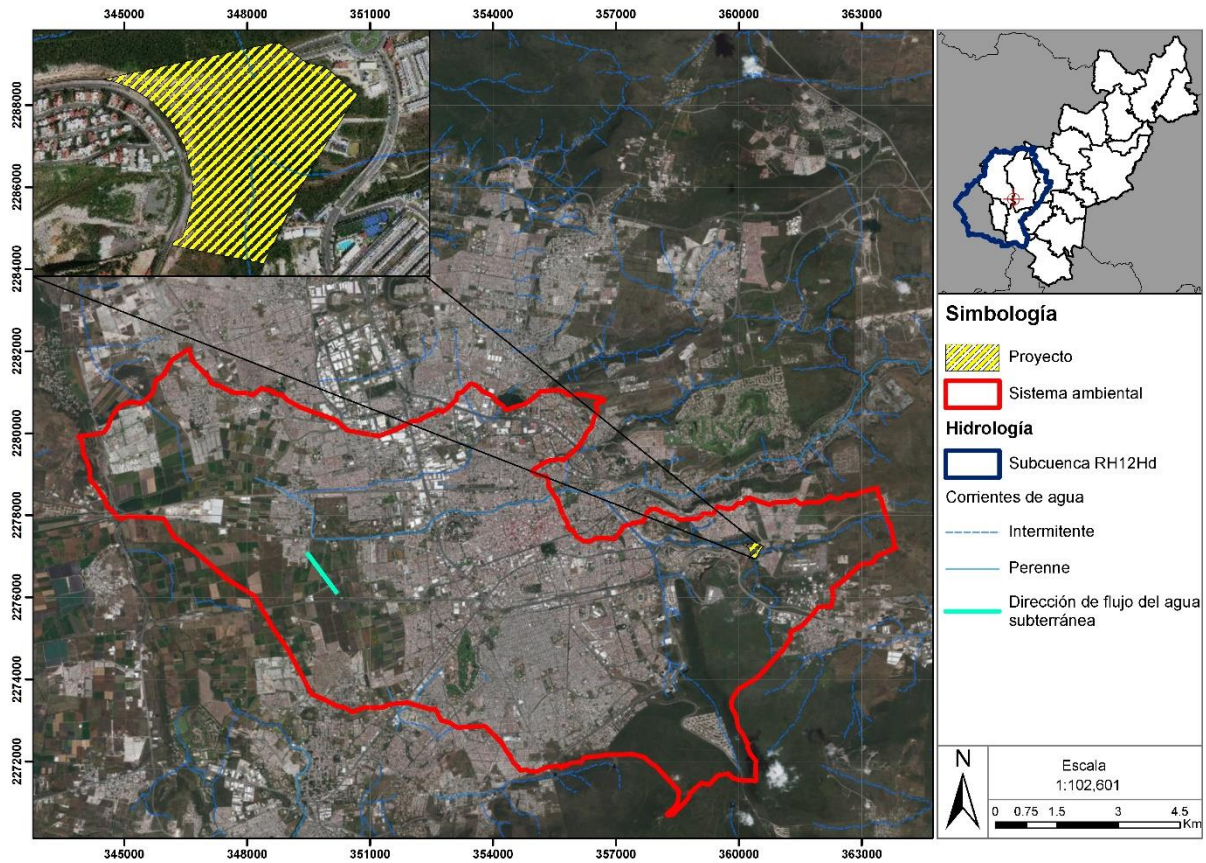 345000 348000 351000 354000 357000 360000 363000
2288000
2286000
2284000
2282000
2280000
2278000
2276000
2274000
2272000
345000 348000 351000 354000 357000 360000 363000
Simbología
Proyecto
Sistema ambiental
Hidrología
Subcuenca RH12Hd
Corrientes de agua
Intermitente
Perenne
Dirección de flujo del agua
subterránea
N
Escala
1:102,601
0 0.75 1.5 3 4.5
Km